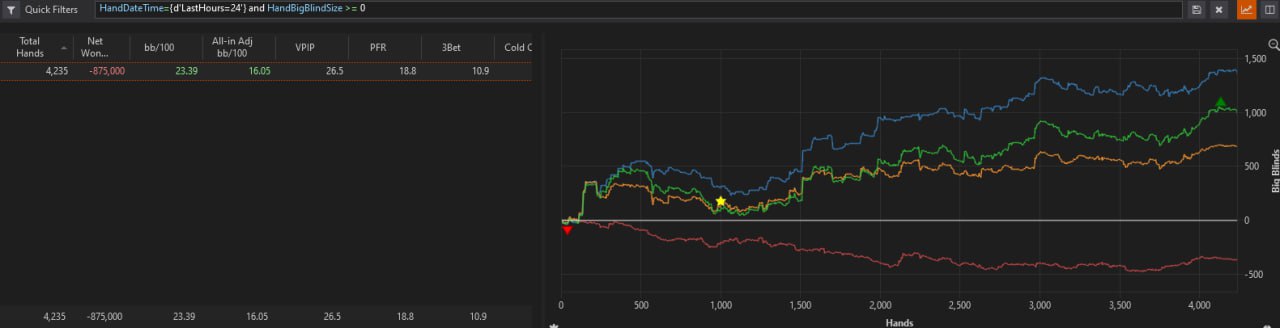 Quick Filters HandDateTime={d'LastHours=24'} and HandBigBlindSize >= 0
Total Hands Net Won... bb/100 All-in Adj bb/100 VPIP PFR 3Bet Cold C
4,235 -875,000 23.39 16.05 26.5 18.8 10.9
4,235 -875,000 23.39 16.05 26.5 18.8 10.9
1,500
1,000
500
0
-500
Big Blinds
0 500 1,000 1,500 2,000 2,500 3,000 3,500 4,000
Hands